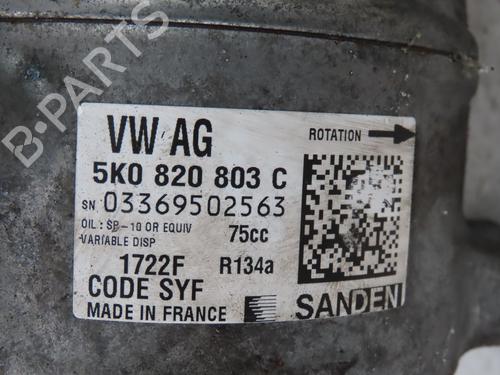 VW AG
ROTATION
5K0 820 803 C
SN 03369502563
OIL : SP-10 OR EQUIV 75cc
VARIABLE DISP
1722F R134a
CODE SYF
MADE IN FRANCE SANDEN
B-PARTS